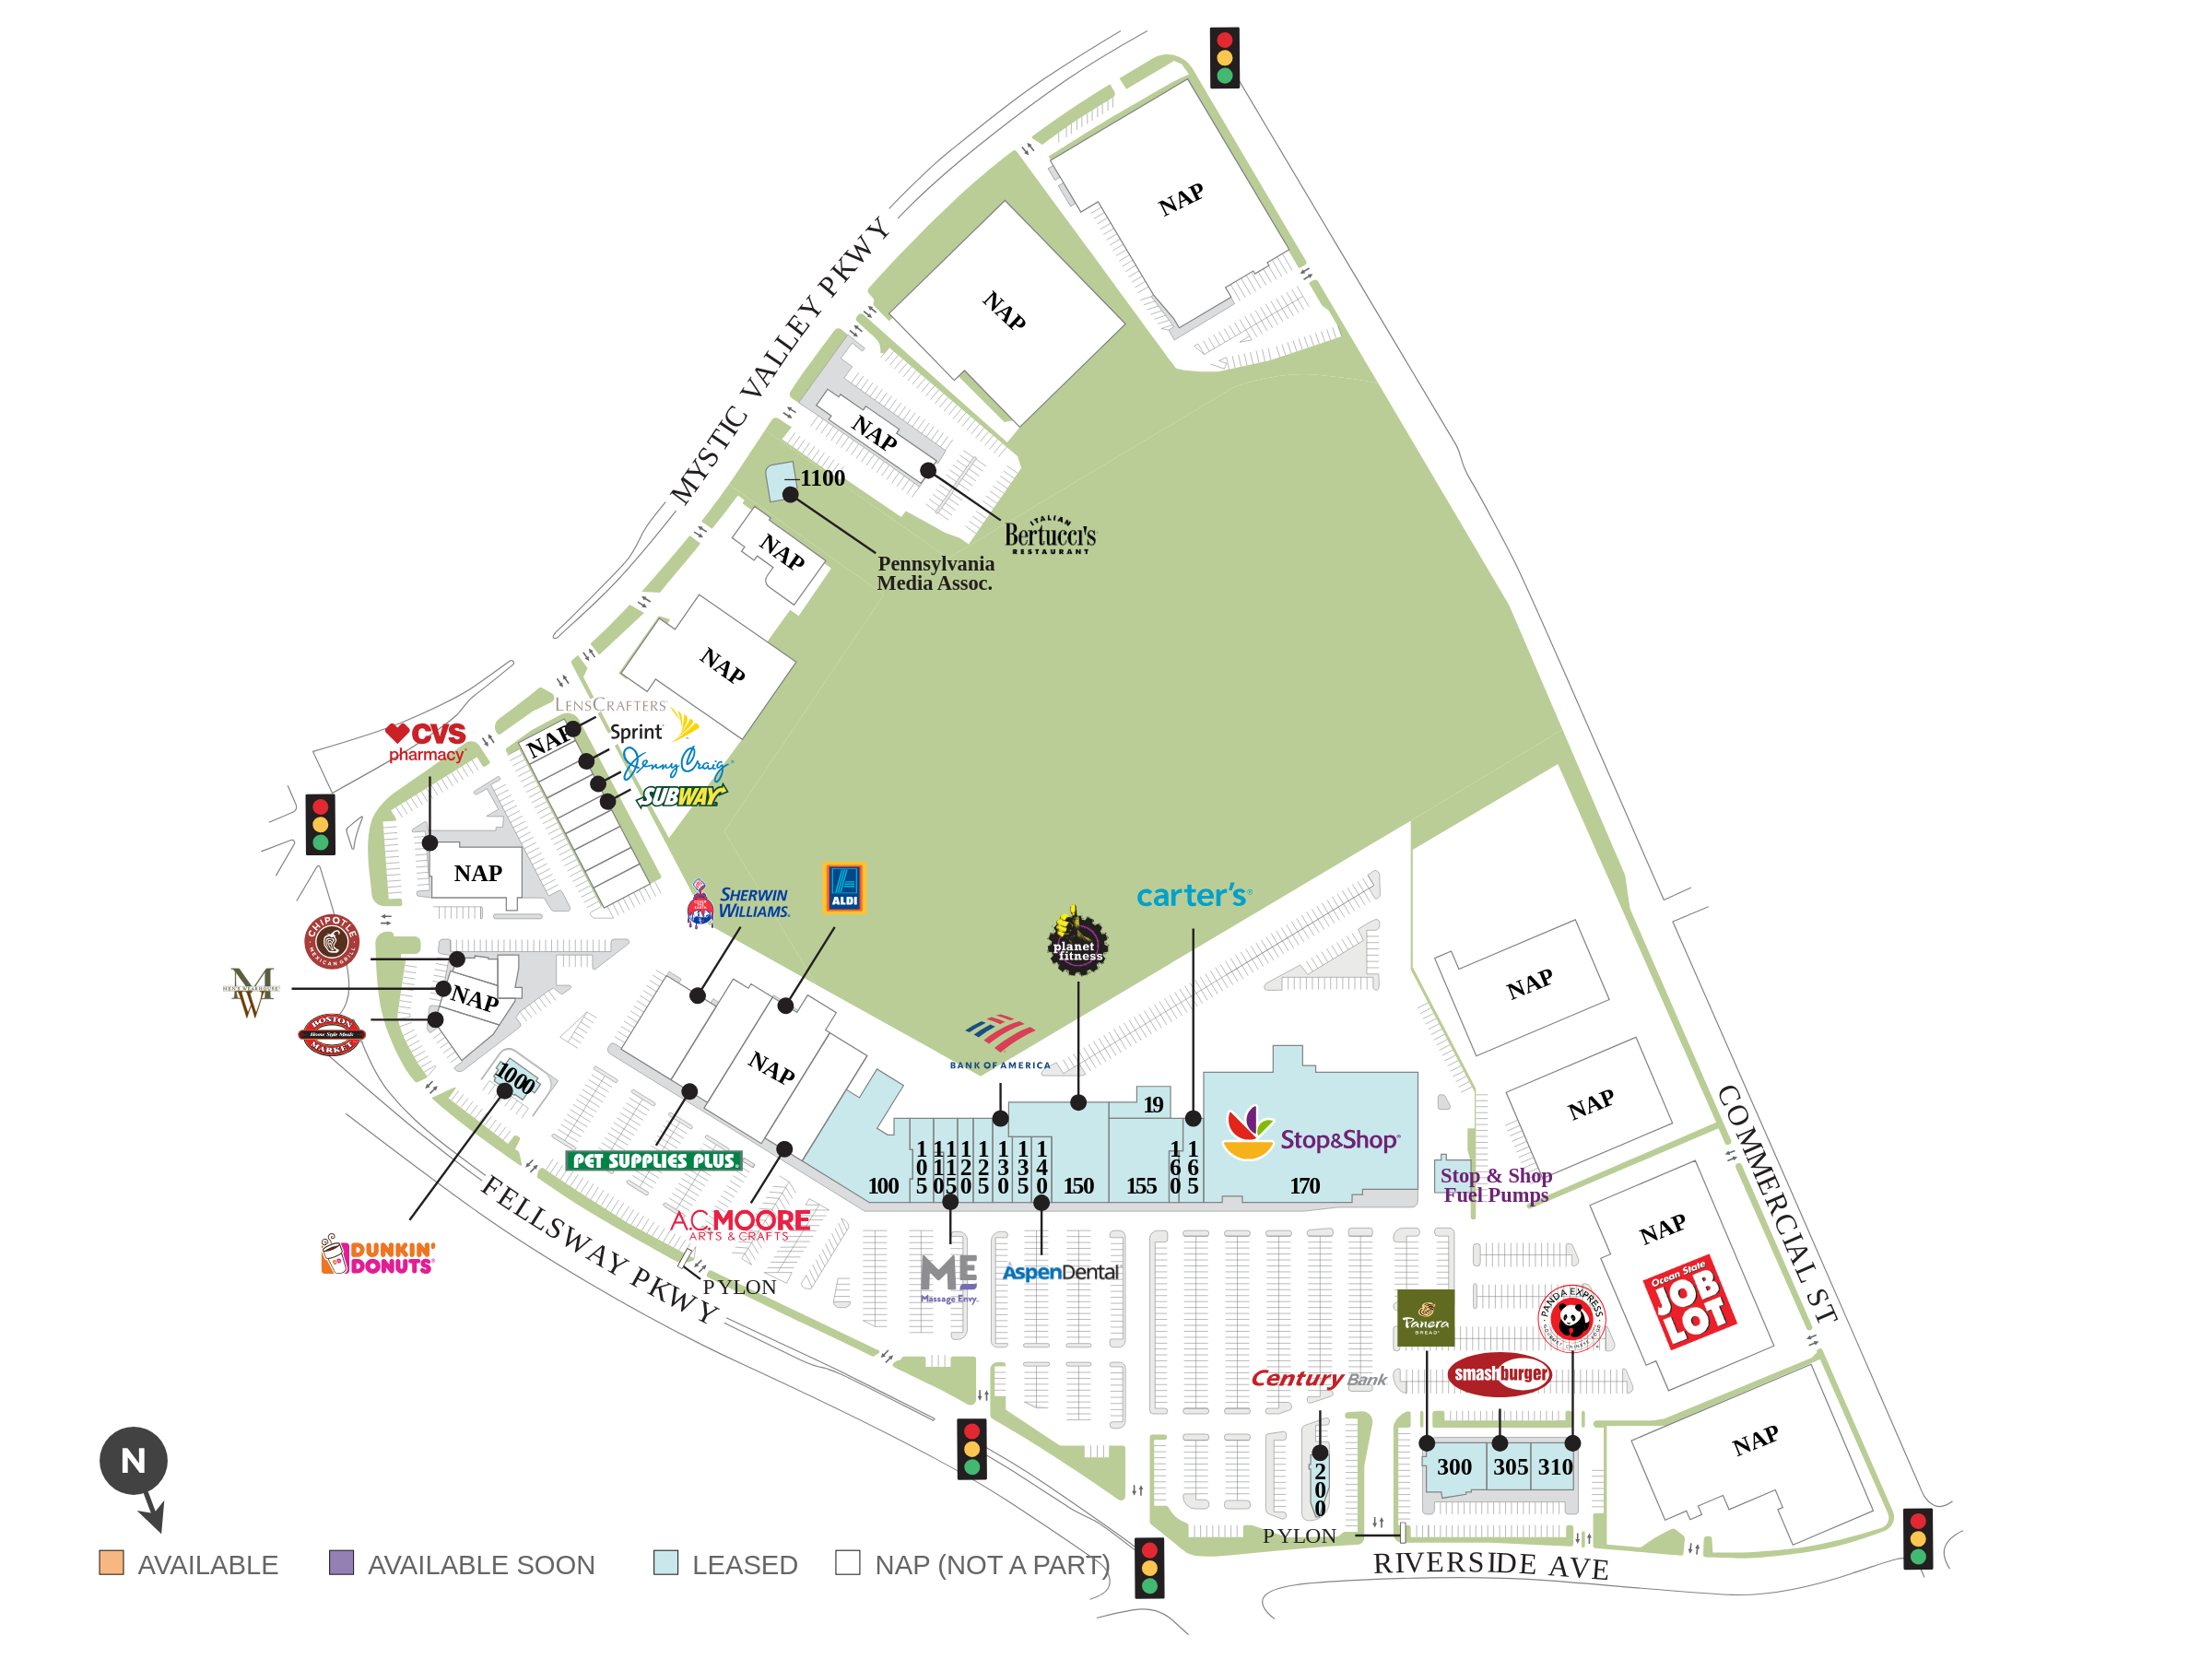 NAP
MYSTIC VALLEY PKWY
NAP
NAP
1100
ITALIAN
Bertucci's
RESTAURANT
Pennsylvania
Media Assoc.
NAP
NAP
LENSCRAFTERS
Sprint
Jenny Craig
SUBWAY
NAP
CVS
pharmacy
NAP
CHIPOTLE
MEXICAN GRILL
MW
MEN'S WEARHOUSE
BOSTON
Home Style Meals
MARKET
NAP
1000
SHERWIN
WILLIAMS.
ALDI
NAP
planet
fitness
carter's
BANK OF AMERICA
NAP
NAP
COMMERCIAL ST
19
Stop&Shop
100
105
110
115
120
125
130
135
140
150
155
160
165
170
Stop & Shop
Fuel Pumps
PET SUPPLIES PLUS
A.C.MOORE
ARTS & CRAFTS
DUNKIN'
DONUTS
FELLSWAY PKWY
PYLON
ME
Massage Envy
AspenDental
NAP
Ocean State
JOB
LOT
Panera
BREAD
PANDA EXPRESS
smashburger
Century Bank
NAP
200
300
305
310
PYLON
RIVERSIDE AVE
N
AVAILABLE
AVAILABLE SOON
LEASED
NAP (NOT A PART)